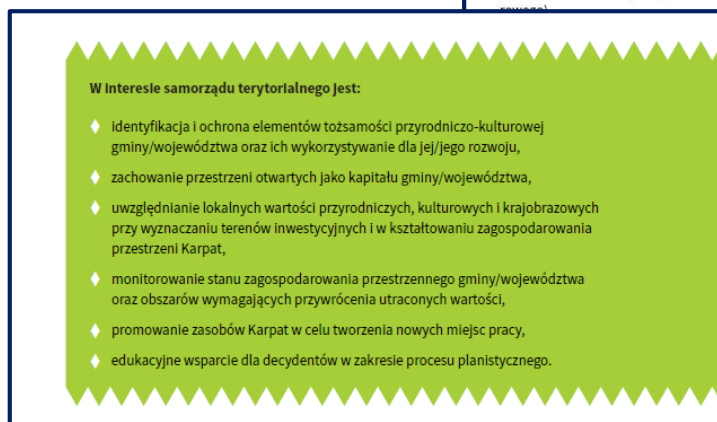 W interesie samorządu terytorialnego jest:
identyfikacja i ochrona elementów tożsamości przyrodniczo-kulturowej
gminy/województwa oraz ich wykorzystywanie dla jej/jego rozwoju,
zachowanie przestrzeni otwartych jako kapitału gminy/województwa,
uwzględnianie lokalnych wartości przyrodniczych, kulturowych i krajobrazowych
przy wyznaczaniu terenów inwestycyjnych i w kształtowaniu zagospodarowania
przestrzeni Karpat,
monitorowanie stanu zagospodarowania przestrzennego gminy/województwa
oraz obszarów wymagających przywrócenia utraconych wartości,
promowanie zasobów Karpat w celu tworzenia nowych miejsc pracy,
edukacyjne wsparcie dla decydentów w zakresie procesu planistycznego.